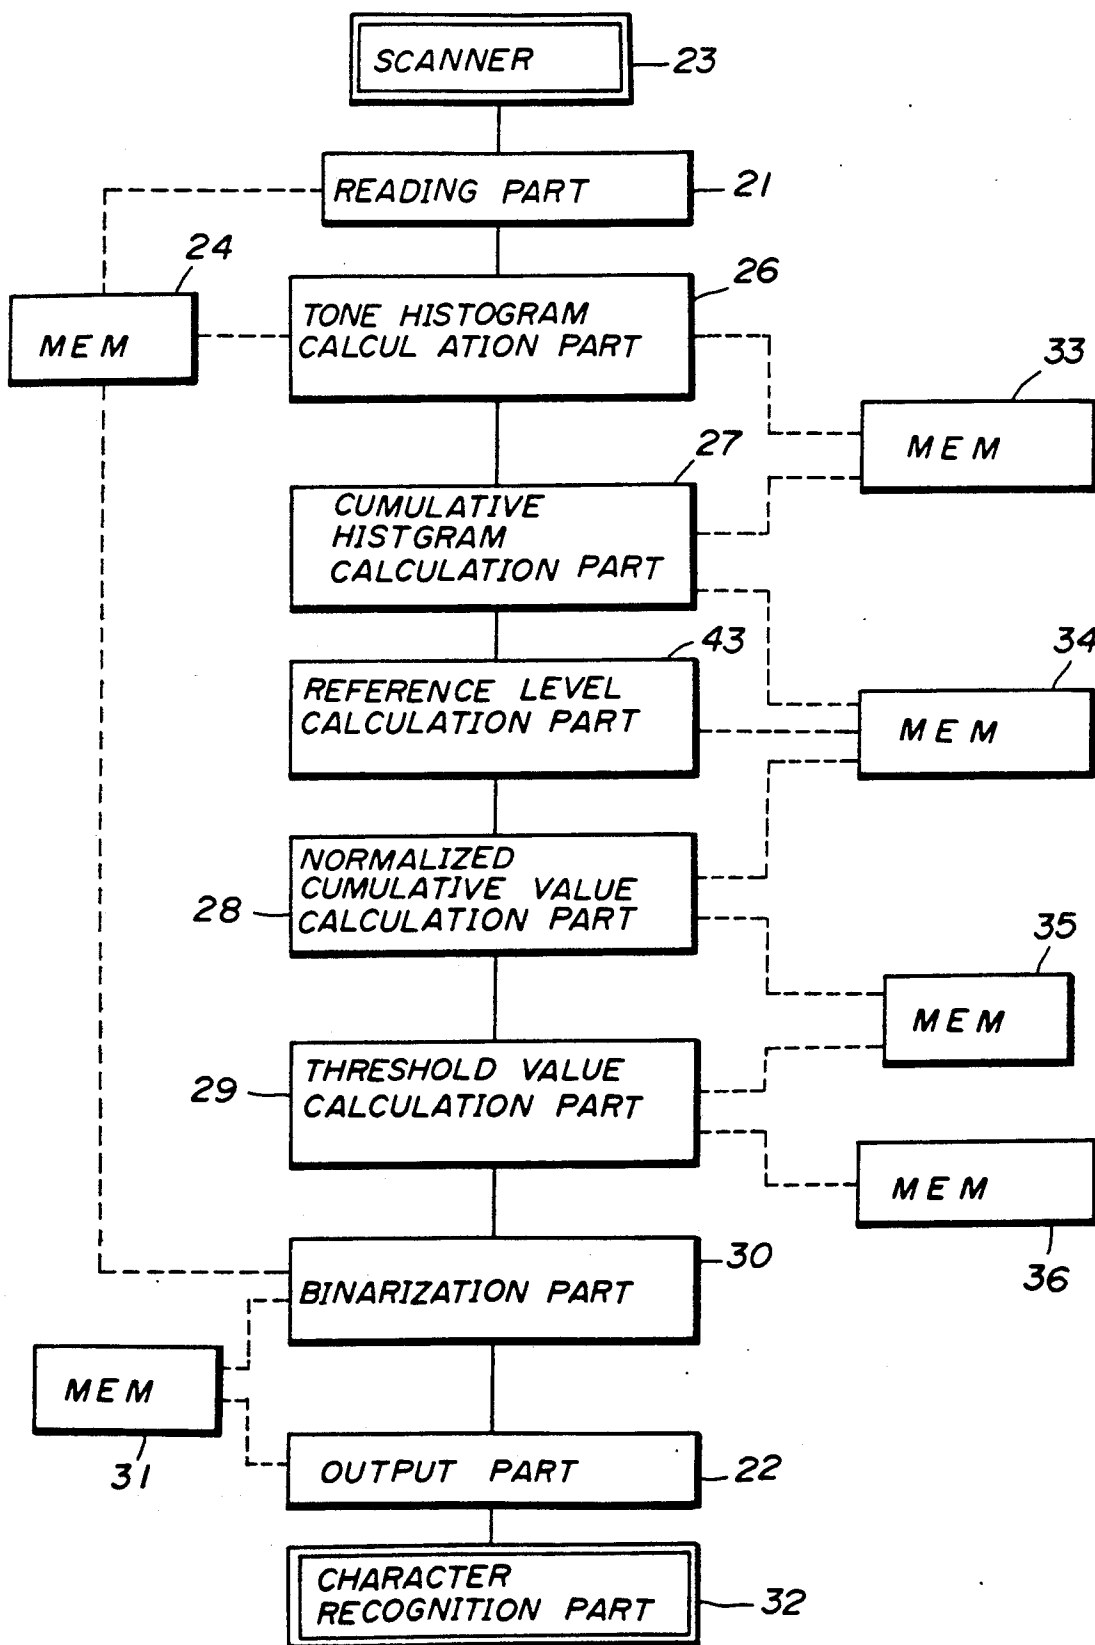 SCANNER
23
READING PART
21
24
MEM
26
TONE HISTOGRAM
CALCUL ATION PART
33
MEM
27
CUMULATIVE
HISTGRAM
CALCULATION PART
43
REFERENCE LEVEL
CALCULATION PART
34
MEM
NORMALIZED
CUMULATIVE VALUE
CALCULATION PART
28
35
MEM
THRESHOLD VALUE
CALCULATION PART
29
MEM
36
30
BINARIZATION PART
MEM
31
OUTPUT PART
22
CHARACTER
RECOGNITION PART
32